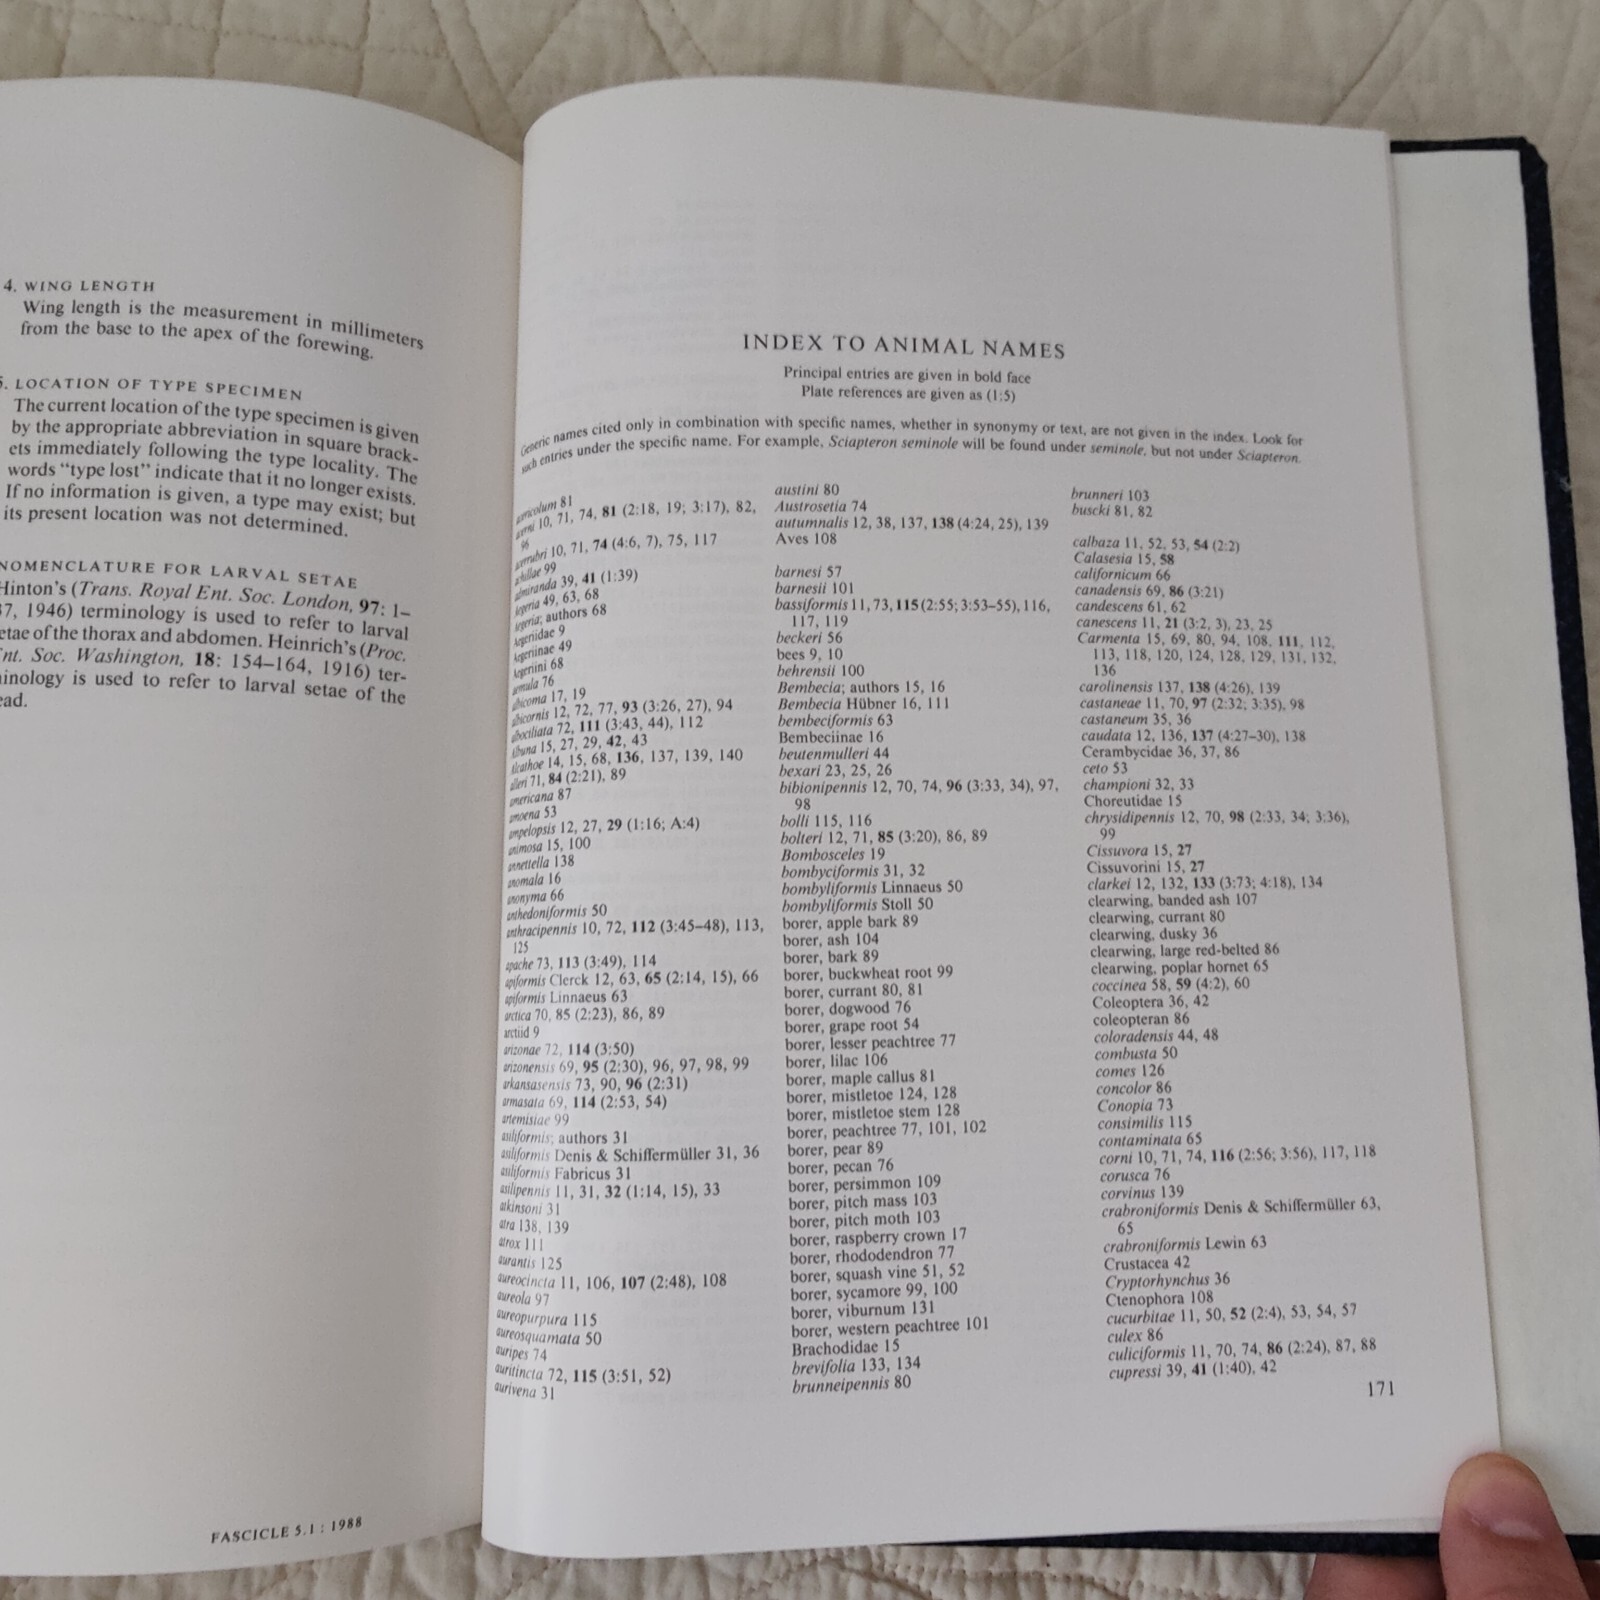 4. WING LENGTH
Wing length is the measurement in millimeters
from the base to the apex of the forewing.
5. LOCATION OF TYPE SPECIMEN
The current location of the type specimen is given
by the appropriate abbreviation in square brack-
ets immediately following the type locality. The
words “type lost” indicate that it no longer exists.
If no information is given, a type may exist; but
its present location was not determined.
NOMENCLATURE FOR LARVAL SETAE
Hinton's (Trans. Royal Ent. Soc. London, 97: 1–
37, 1946) terminology is used to refer to larval
etae of the thorax and abdomen. Heinrich's (Proc.
nt. Soc. Washington, 18: 154–164, 1916) ter-
inology is used to refer to larval setae of the
ead.
FASCICLE 5.1 : 1988
INDEX TO ANIMAL NAMES
Principal entries are given in bold face
Plate references are given as (1:5)
Generic names cited only in combination with specific names, whether in synonymy or text, are not given in the index. Look for
such entries under the specific name. For example, Sciapteron seminole will be found under seminole, but not under Sciapteron.
acericolum 81
acerni 10, 71, 74, 81 (2:18, 19; 3:17), 82,
96
acerrubri 10, 71, 74 (4:6, 7), 75, 117
achillae 99
admiranda 39, 41 (1:39)
Aegeria 49, 63, 68
Aegeria; authors 68
Aegeriidae 9
Aegeriinae 49
Aegeriini 68
aemula 76
albicoma 17, 19
albicornis 12, 72, 77, 93 (3:26, 27), 94
albociliata 72, 111 (3:43, 44), 112
albuna 15, 27, 29, 42, 43
Alcathoe 14, 15, 68, 136, 137, 139, 140
alleri 71, 84 (2:21), 89
americana 87
amoena 53
ampelopsis 12, 27, 29 (1:16; A:4)
animosa 15, 100
annettella 138
anomala 16
anonyma 66
anthedoniformis 50
anthracipennis 10, 72, 112 (3:45–48), 113,
125
apache 73, 113 (3:49), 114
apiformis Clerck 12, 63, 65 (2:14, 15), 66
apiformis Linnaeus 63
arctica 70, 85 (2:23), 86, 89
arctiid 9
arizonae 72, 114 (3:50)
arizonensis 69, 95 (2:30), 96, 97, 98, 99
arkansasensis 73, 90, 96 (2:31)
armasata 69, 114 (2:53, 54)
artemisiae 99
asiliformis; authors 31
asiliformis Denis & Schiffermüller 31, 36
asiliformis Fabricus 31
asilipennis 11, 31, 32 (1:14, 15), 33
atkinsoni 31
atra 138, 139
atrox 111
aurantis 125
aureocincta 11, 106, 107 (2:48), 108
aureola 97
aureopurpura 115
aureosquamata 50
auripes 74
auritincta 72, 115 (3:51, 52)
aurivena 31
austini 80
Austrosetia 74
autumnalis 12, 38, 137, 138 (4:24, 25), 139
Aves 108
barnesi 57
barnesii 101
bassiformis 11, 73, 115 (2:55; 3:53–55), 116,
117, 119
beckeri 56
bees 9, 10
behrensii 100
Bembecia; authors 15, 16
Bembecia Hübner 16, 111
bembeciformis 63
Bembeciinae 16
beutenmulleri 44
bexari 23, 25, 26
bibionipennis 12, 70, 74, 96 (3:33, 34), 97,
98
bolli 115, 116
bolteri 12, 71, 85 (3:20), 86, 89
Bombosceles 19
bombyciformis 31, 32
bombyliformis Linnaeus 50
bombyliformis Stoll 50
borer, apple bark 89
borer, ash 104
borer, bark 89
borer, buckwheat root 99
borer, currant 80, 81
borer, dogwood 76
borer, grape root 54
borer, lesser peachtree 77
borer, lilac 106
borer, maple callus 81
borer, mistletoe 124, 128
borer, mistletoe stem 128
borer, peachtree 77, 101, 102
borer, pear 89
borer, pecan 76
borer, persimmon 109
borer, pitch mass 103
borer, pitch moth 103
borer, raspberry crown 17
borer, rhododendron 77
borer, squash vine 51, 52
borer, sycamore 99, 100
borer, viburnum 131
borer, western peachtree 101
Brachodidae 15
brevifolia 133, 134
brunneipennis 80
brunneri 103
buscki 81, 82
calbaza 11, 52, 53, 54 (2:2)
Calasesia 15, 58
californicum 66
canadensis 69, 86 (3:21)
candescens 61, 62
canescens 11, 21 (3:2, 3), 23, 25
Carmenta 15, 69, 80, 94, 108, 111, 112,
113, 118, 120, 124, 128, 129, 131, 132,
136
carolinensis 137, 138 (4:26), 139
castaneae 11, 70, 97 (2:32; 3:35), 98
castaneum 35, 36
caudata 12, 136, 137 (4:27–30), 138
Cerambycidae 36, 37, 86
ceto 53
championi 32, 33
Choreutidae 15
chrysidipennis 12, 70, 98 (2:33, 34; 3:36),
99
Cissuvora 15, 27
Cissuvorini 15, 27
clarkei 12, 132, 133 (3:73; 4:18), 134
clearwing, banded ash 107
clearwing, currant 80
clearwing, dusky 36
clearwing, large red-belted 86
clearwing, poplar hornet 65
coccinea 58, 59 (4:2), 60
Coleoptera 36, 42
coleopteran 86
coloradensis 44, 48
combusta 50
comes 126
concolor 86
Conopia 73
consimilis 115
contaminata 65
corni 10, 71, 74, 116 (2:56; 3:56), 117, 118
corusca 76
corvinus 139
crabroniformis Denis & Schiffermüller 63,
65
crabroniformis Lewin 63
Crustacea 42
Cryptorhynchus 36
Ctenophora 108
cucurbitae 11, 50, 52 (2:4), 53, 54, 57
culex 86
culiciformis 11, 70, 74, 86 (2:24), 87, 88
cupressi 39, 41 (1:40), 42
171